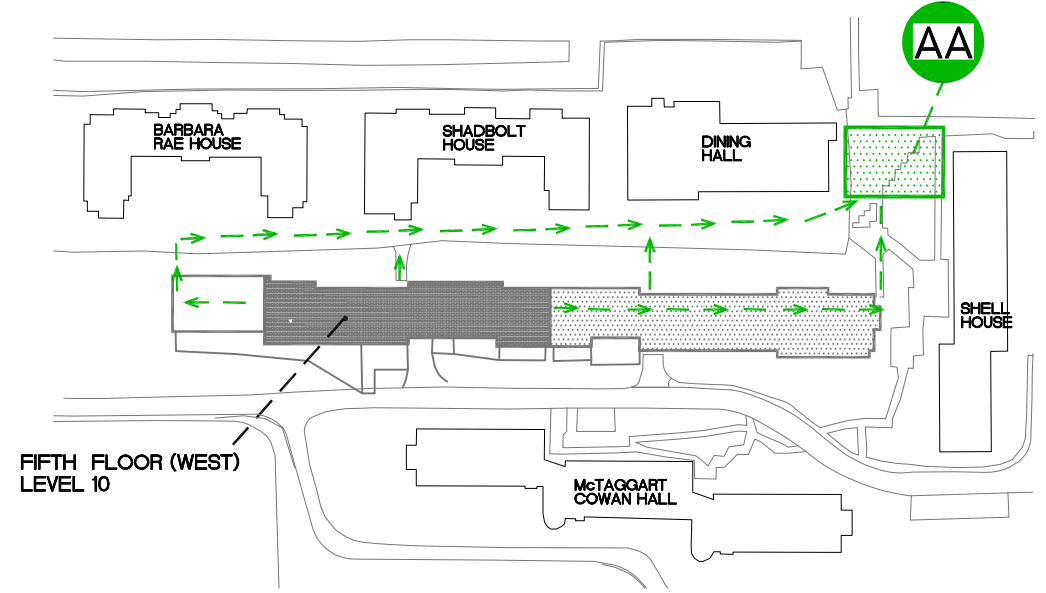 AA
BARBARA
RAE HOUSE
SHADBOLT
HOUSE
DINING
HALL
SHELL
HOUSE
FIFTH FLOOR (WEST)
LEVEL 10
McTAGGART
COWAN HALL